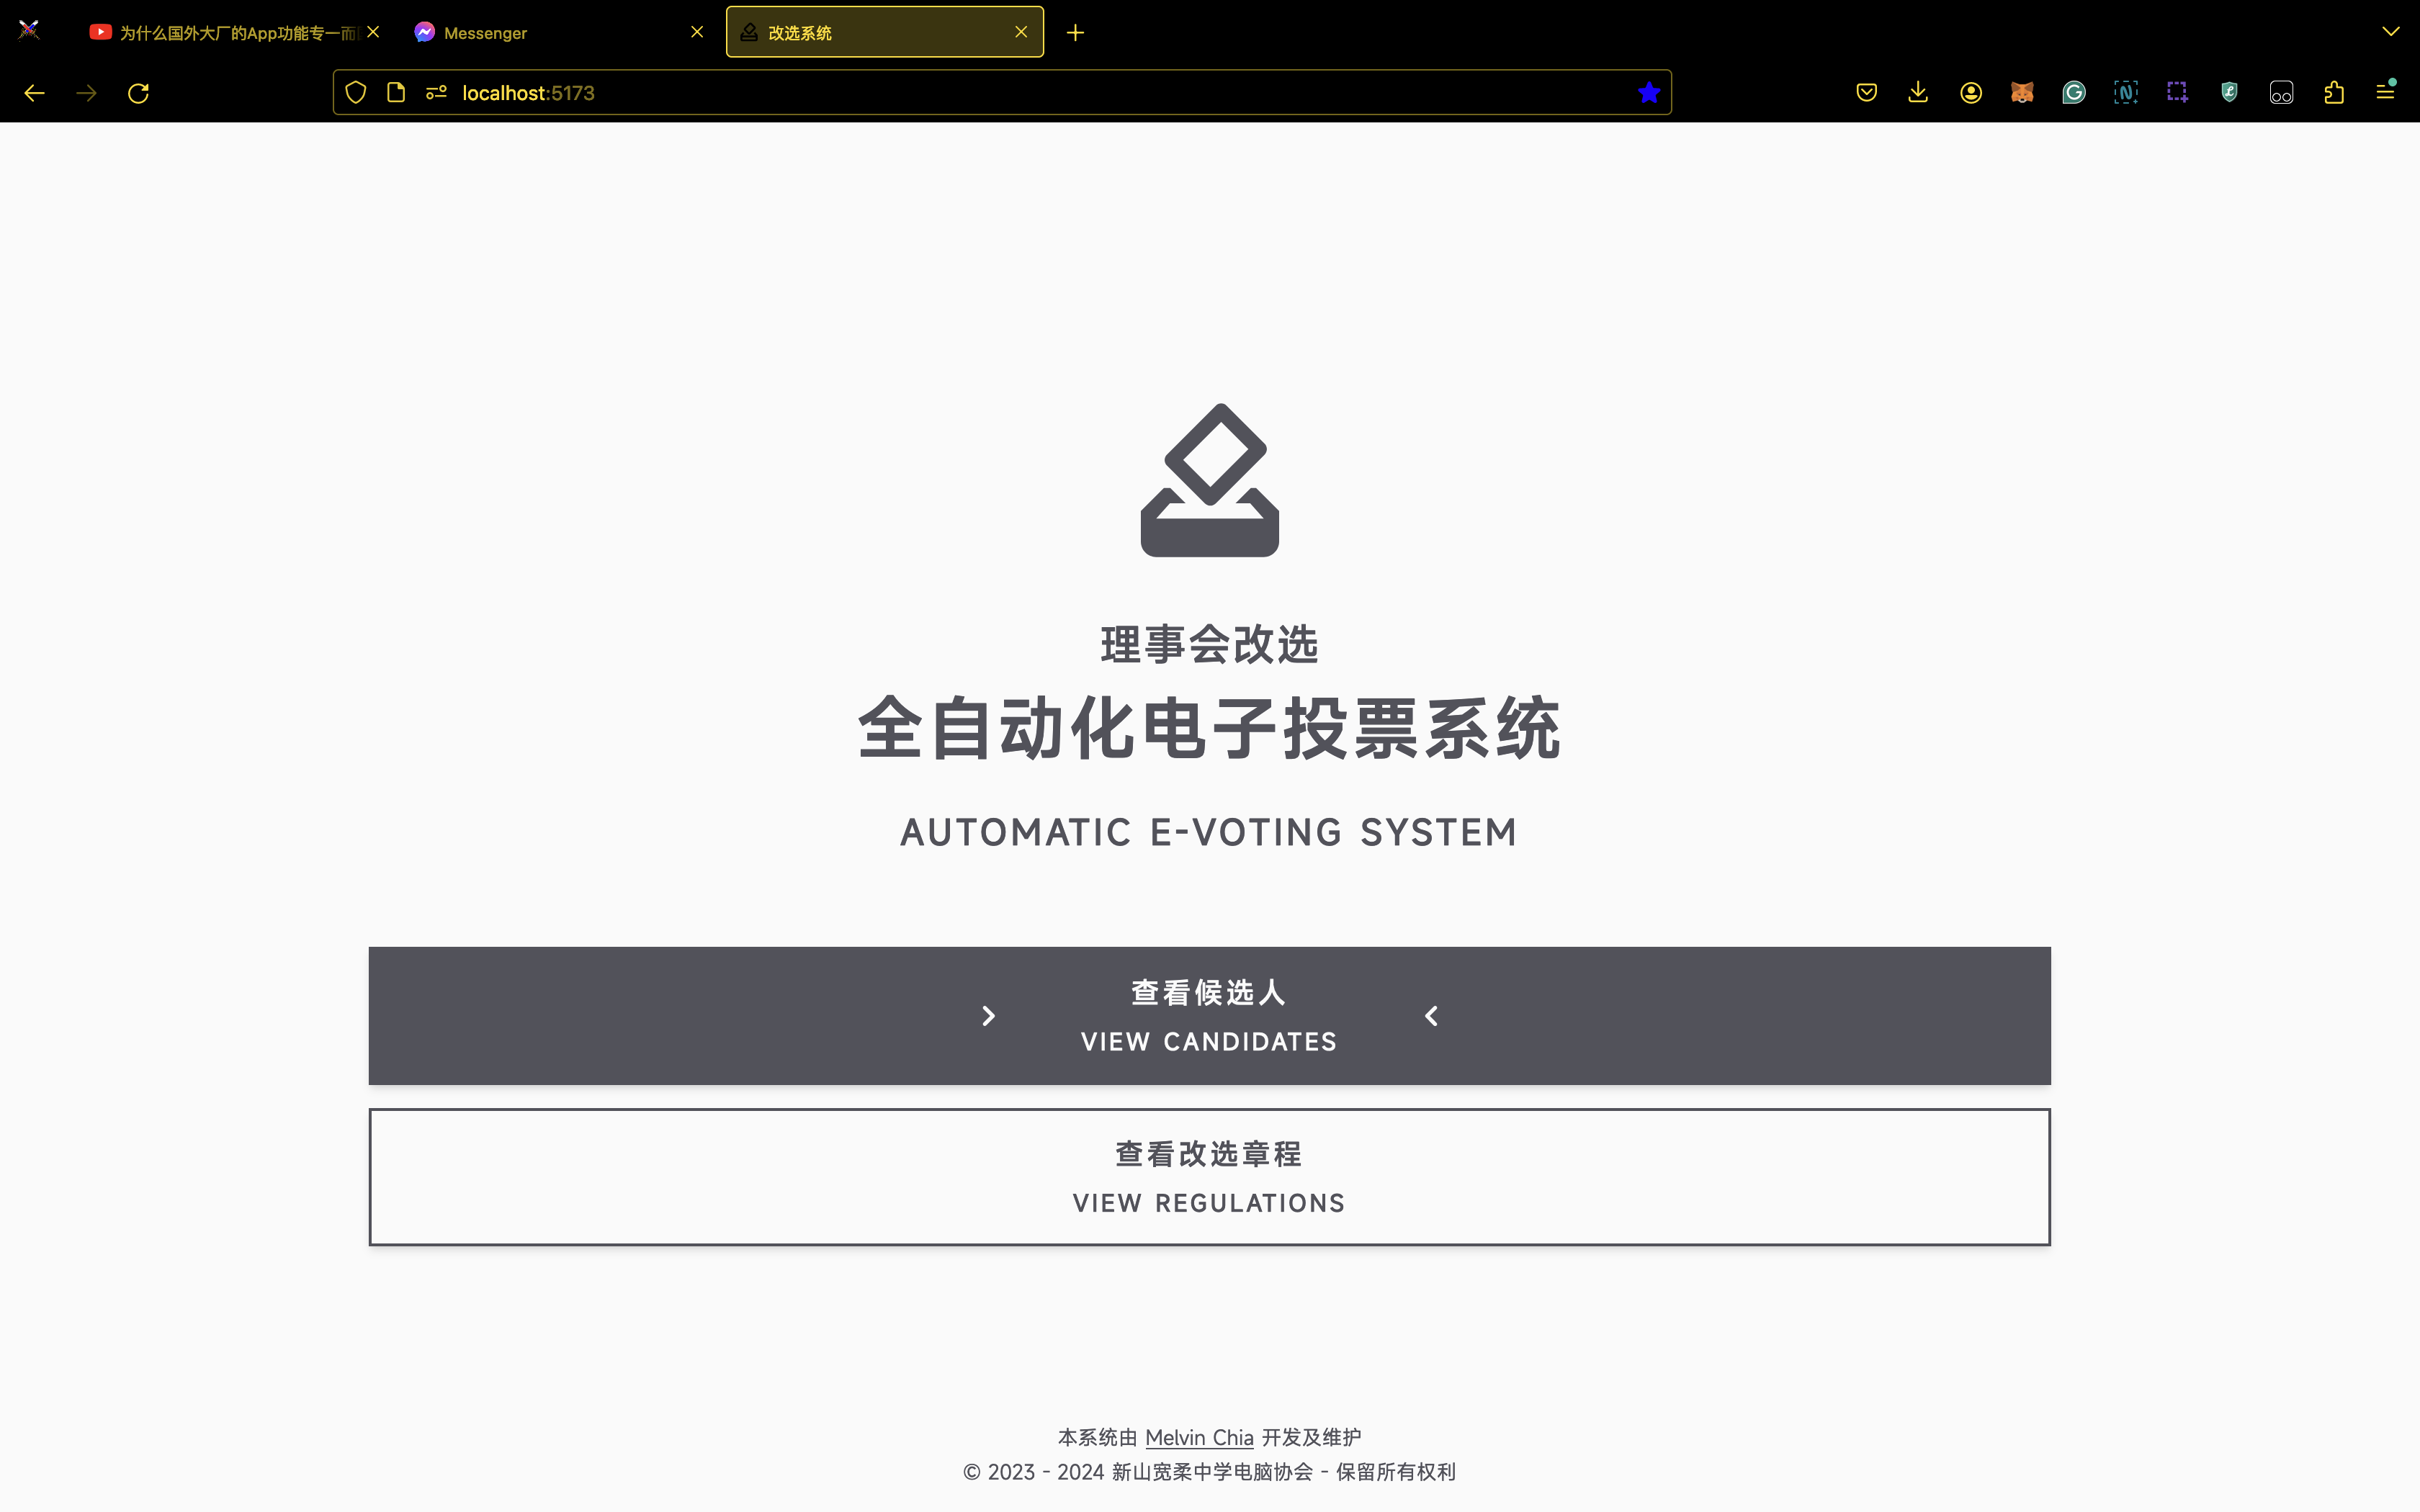 为什么国外大厂的App功能专一而
Messenger
改选系统
localhost:5173
理事会改选
全自动化电子投票系统
AUTOMATIC E-VOTING SYSTEM
查看候选人
VIEW CANDIDATES
查看改选章程
VIEW REGULATIONS
本系统由 Melvin Chia 开发及维护
© 2023 - 2024 新山宽柔中学电脑协会 - 保留所有权利